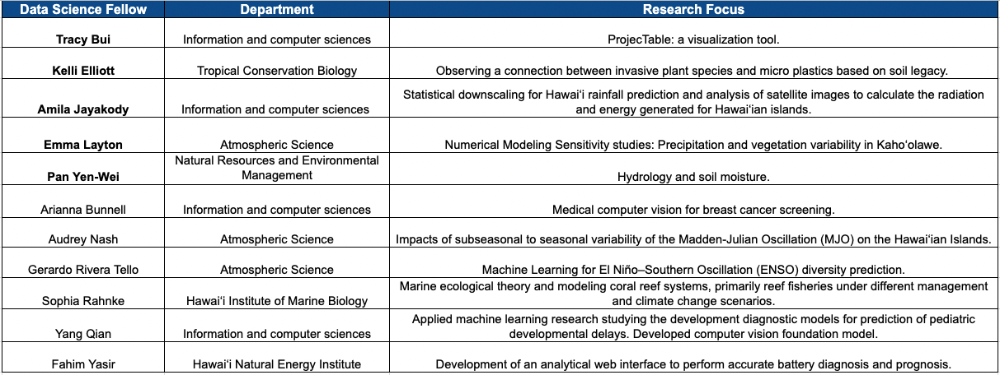 Data Science Fellow Department Research Focus
Tracy Bui Information and computer sciences ProjecTable: a visualization tool.
Kelli Elliott Tropical Conservation Biology Observing a connection between invasive plant species and micro plastics based on soil legacy.
Amila Jayakody Information and computer sciences Statistical downscaling for Hawaiʻi rainfall prediction and analysis of satellite images to calculate the radiation
and energy generated for Hawaiʻian islands.
Emma Layton Atmospheric Science Numerical Modeling Sensitivity studies: Precipitation and vegetation variability in Kahoʻolawe.
Pan Yen-Wei Natural Resources and Environmental
Management Hydrology and soil moisture.
Arianna Bunnell Information and computer sciences Medical computer vision for breast cancer screening.
Audrey Nash Atmospheric Science Impacts of subseasonal to seasonal variability of the Madden-Julian Oscillation (MJO) on the Hawaiʻian Islands.
Gerardo Rivera Tello Atmospheric Science Machine Learning for El Niño–Southern Oscillation (ENSO) diversity prediction.
Sophia Rahnke Hawaiʻi Institute of Marine Biology Marine ecological theory and modeling coral reef systems, primarily reef fisheries under different management
and climate change scenarios.
Yang Qian Information and computer sciences Applied machine learning research studying the development diagnostic models for prediction of pediatric
developmental delays. Developed computer vision foundation model.
Fahim Yasir Hawaiʻi Natural Energy Institute Development of an analytical web interface to perform accurate battery diagnosis and prognosis.